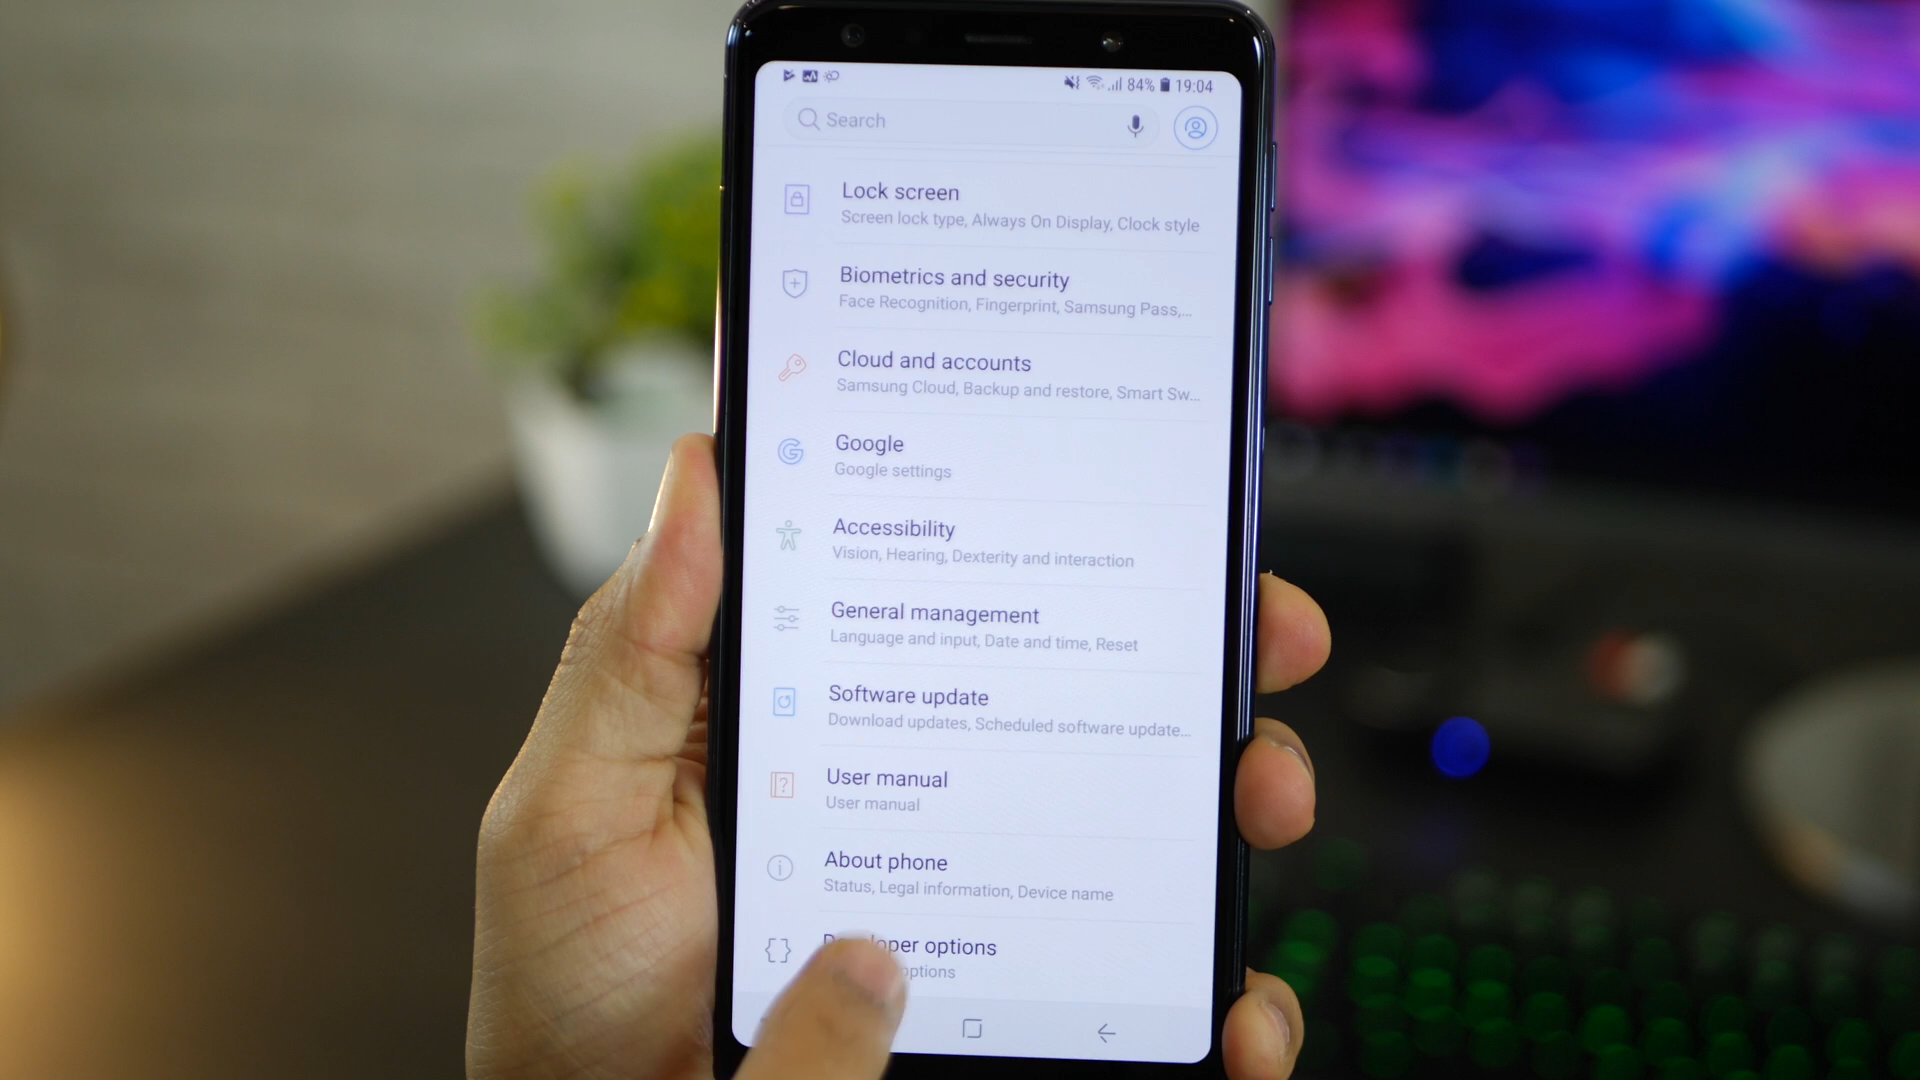 84% 19:04
Search
Lock screen
Screen lock type, Always On Display, Clock style
Biometrics and security
Face Recognition, Fingerprint, Samsung Pass,...
Cloud and accounts
Samsung Cloud, Backup and restore, Smart Sw...
Google
Google settings
Accessibility
Vision, Hearing, Dexterity and interaction
General management
Language and input, Date and time, Reset
Software update
Download updates, Scheduled software update...
User manual
User manual
About phone
Status, Legal information, Device name
options
options